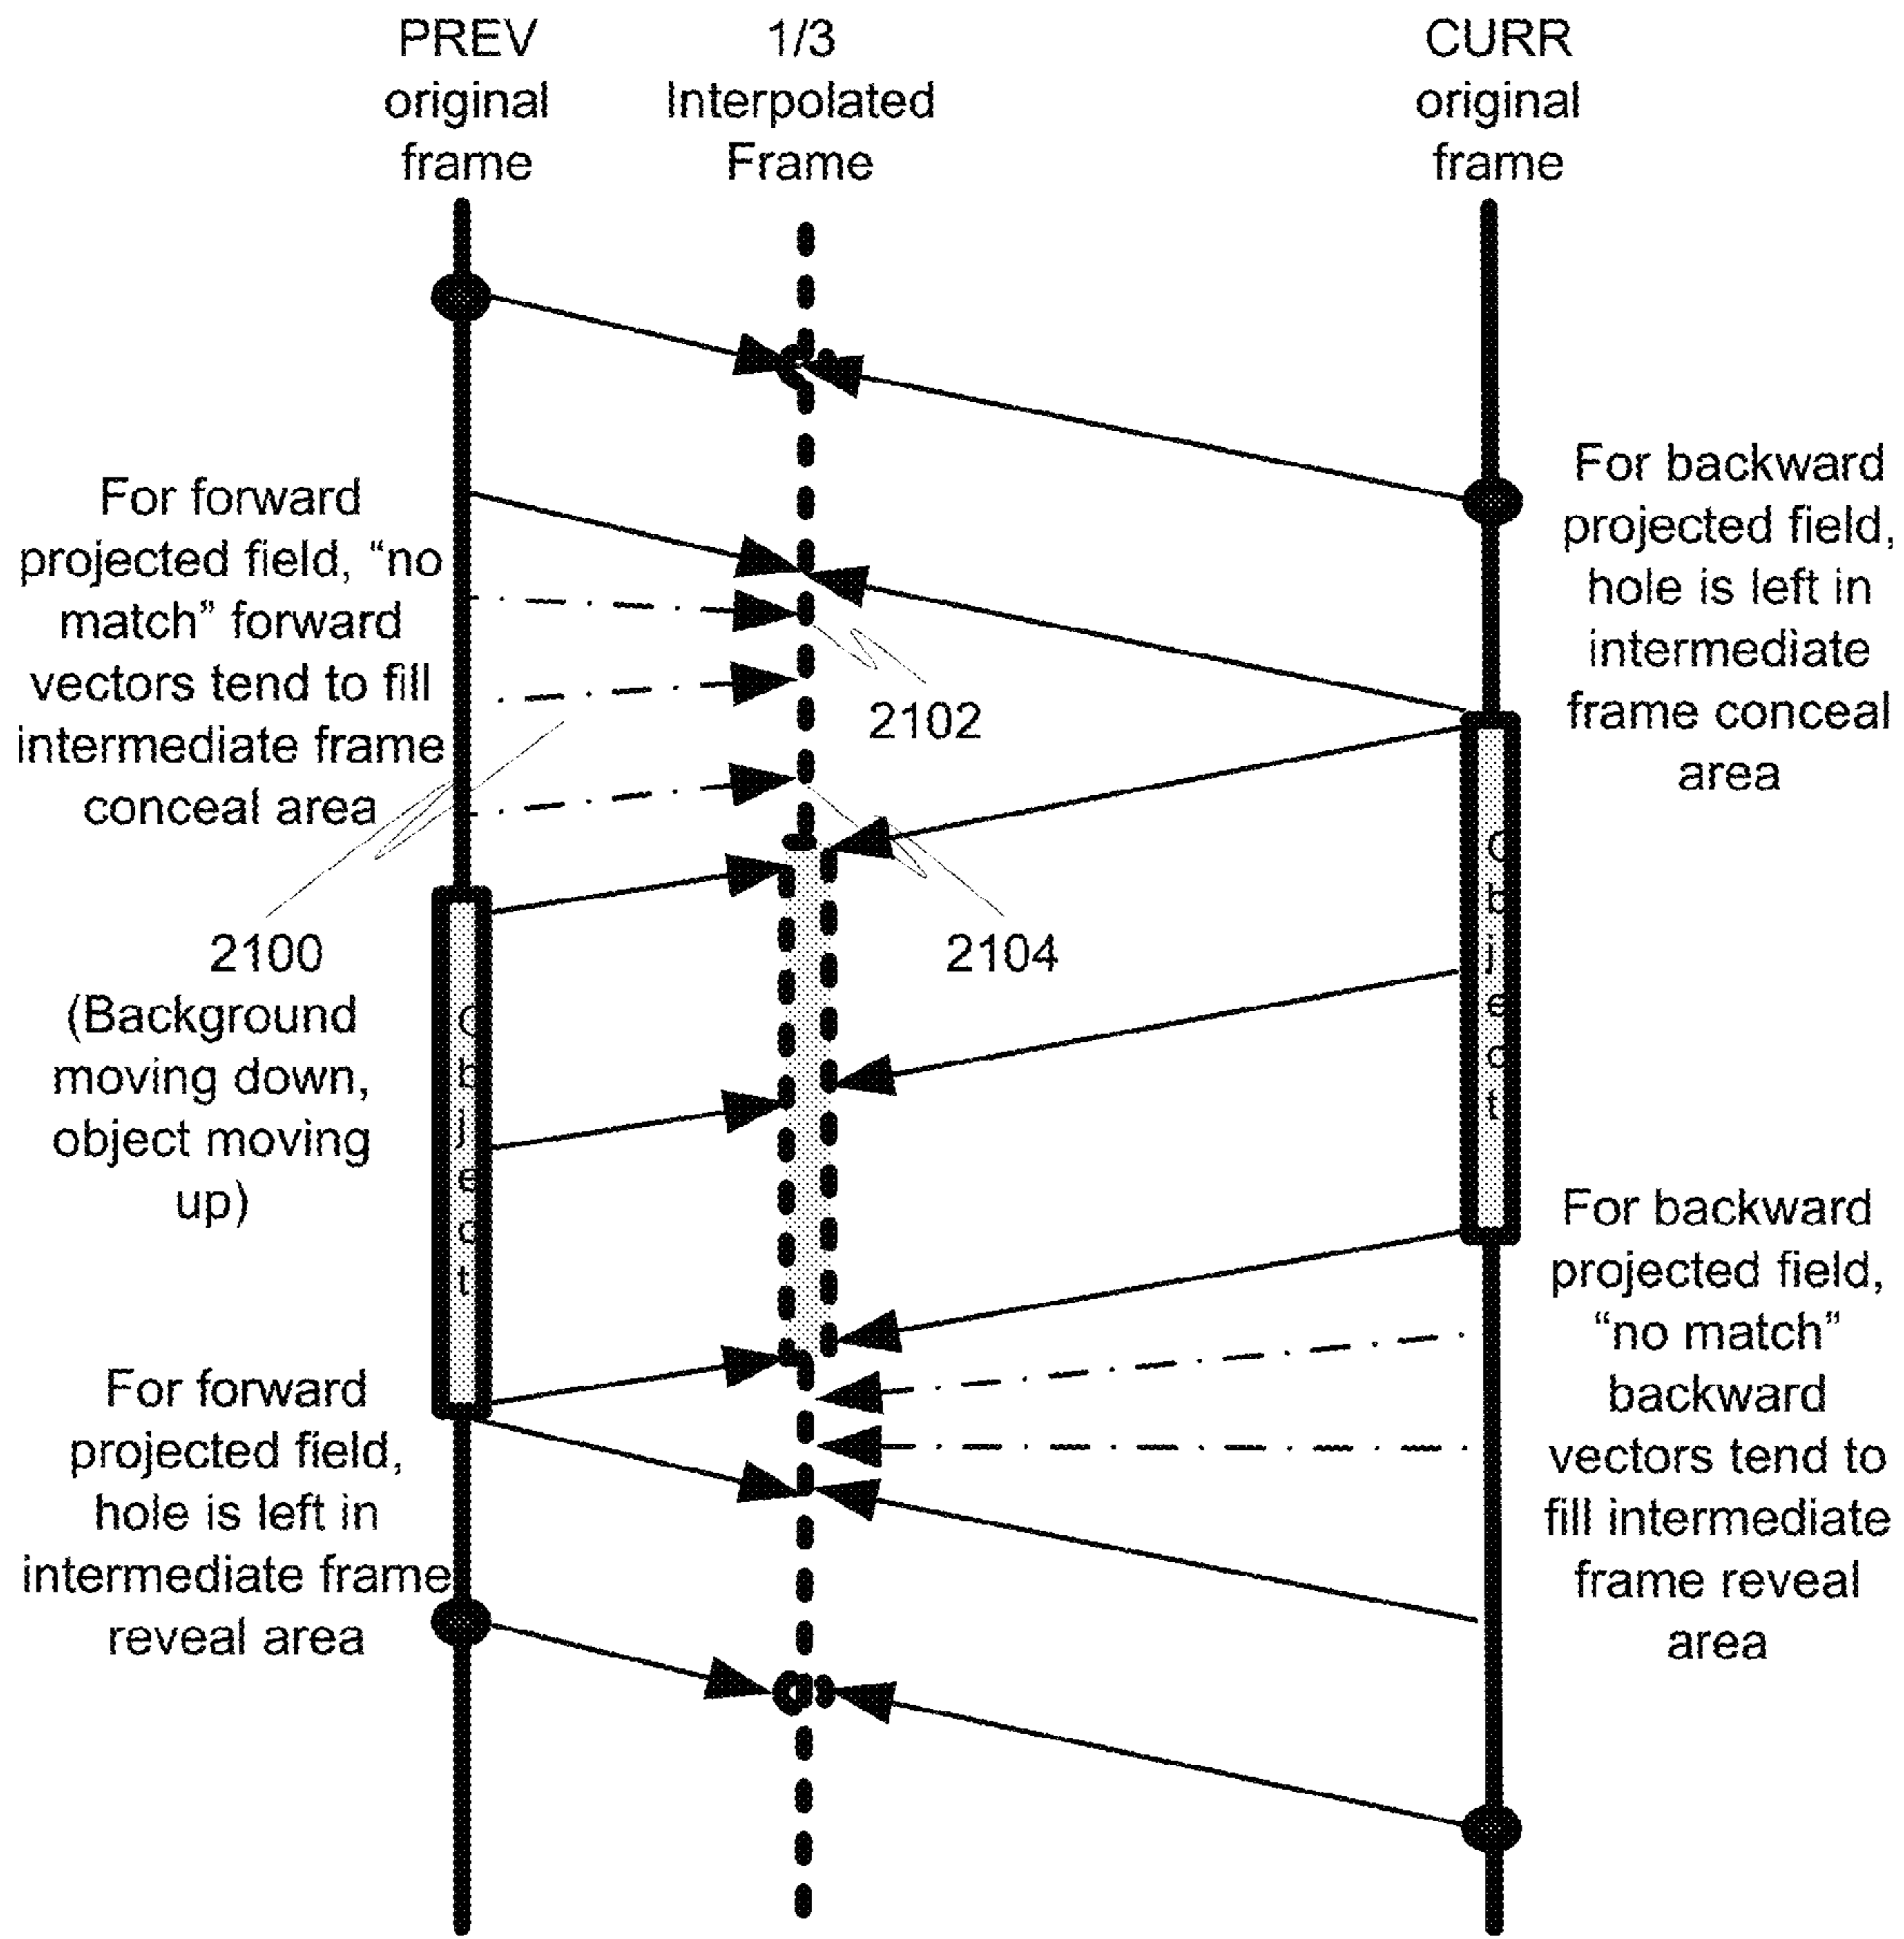 PREV
original
frame
1/3
Interpolated
Frame
CURR
original
frame
For forward
projected field, “no
match” forward
vectors tend to fill
intermediate frame
conceal area
For backward
projected field,
hole is left in
intermediate
frame conceal
area
2102
2100
(Background
moving down,
object moving
up)
2104
Object
Object
For forward
projected field,
hole is left in
intermediate frame
reveal area
For backward
projected field,
“no match”
backward
vectors tend to
fill intermediate
frame reveal
area